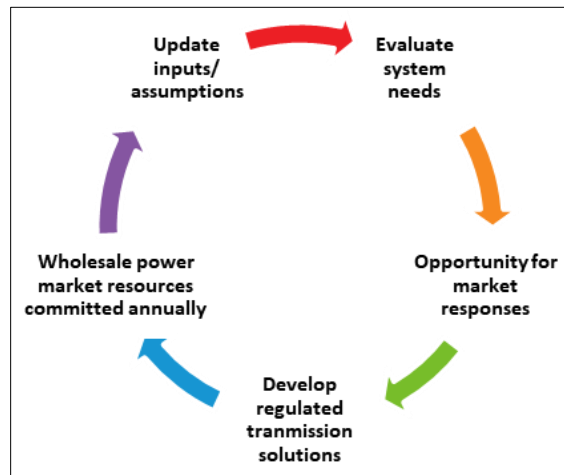 Update
inputs/
assumptions
Evaluate
system
needs
Opportunity for
market
responses
Develop
regulated
tranmission
solutions
Wholesale power
market resources
committed annually